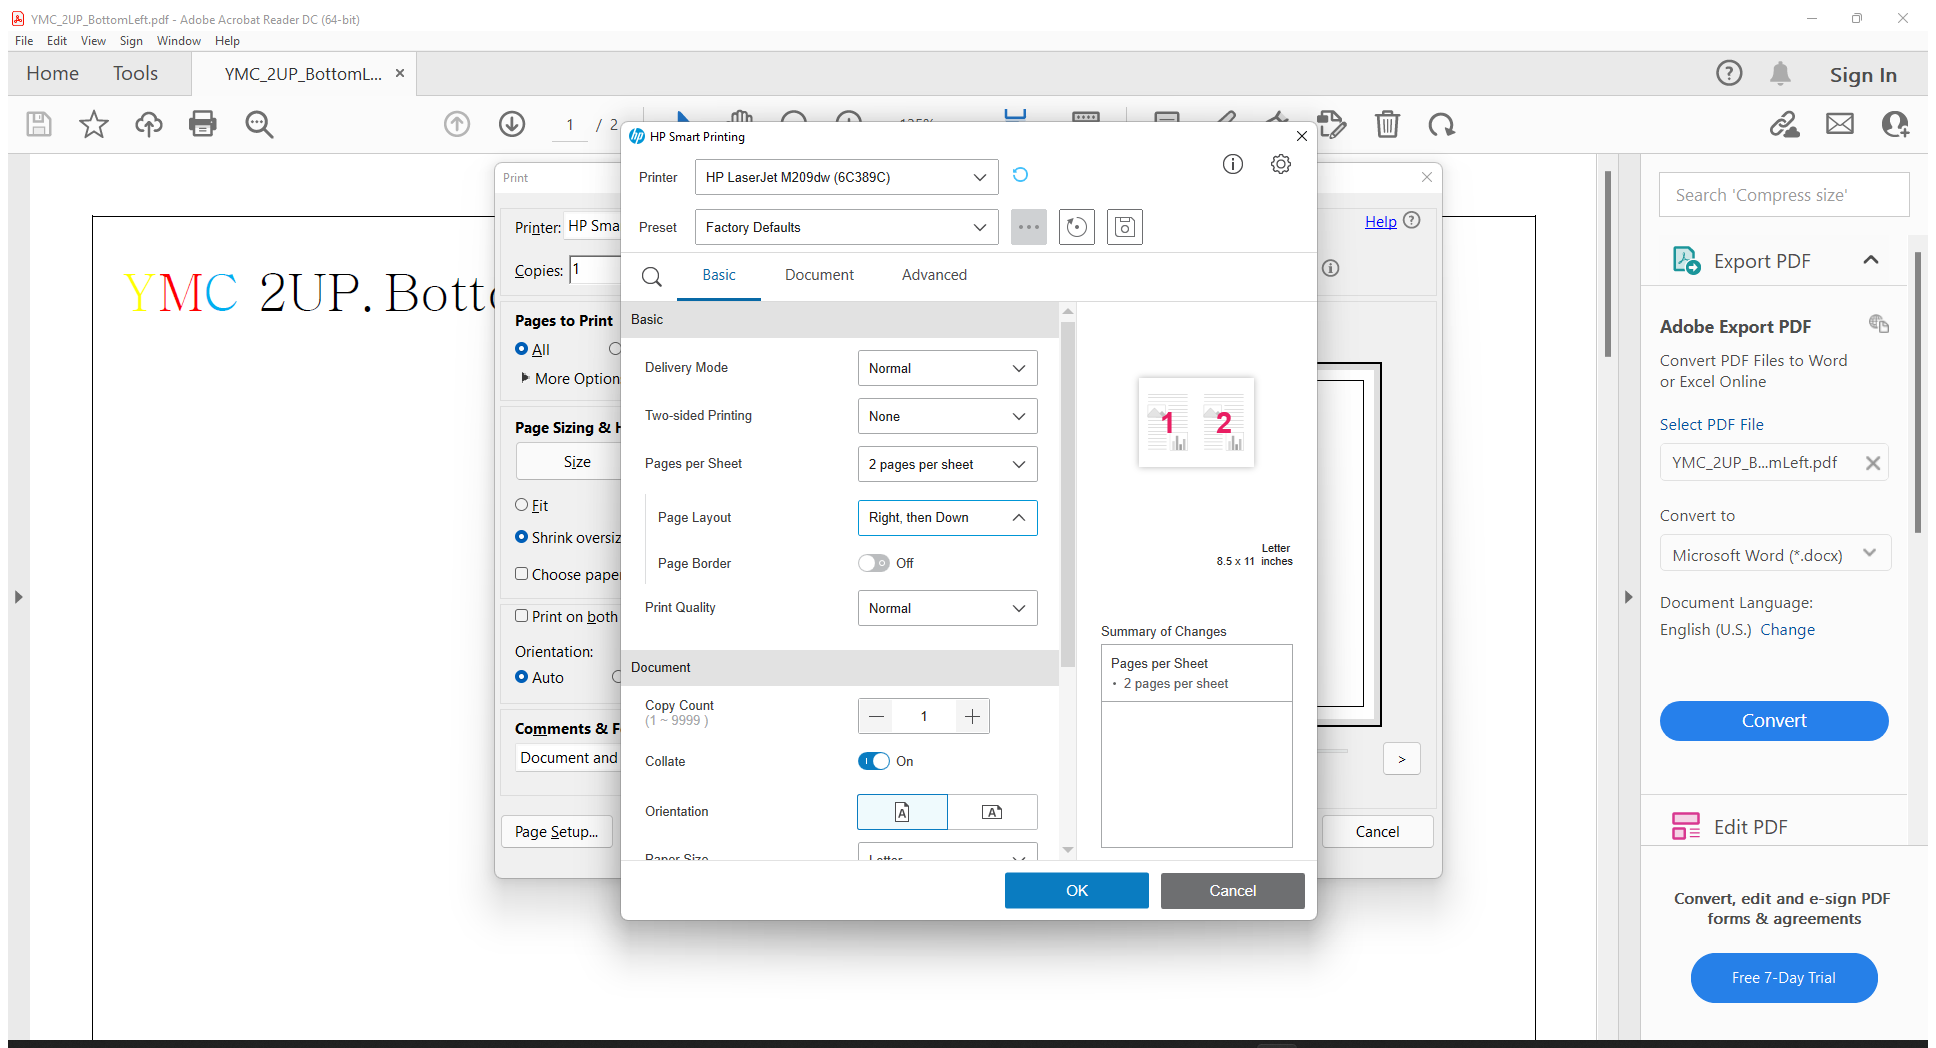 YMC_2UP_BottomLeft.pdf - Adobe Acrobat Reader DC (64-bit)
File Edit View Sign Window Help
Home Tools YMC_2UP_BottomL... × Sign In
1 / 2
HP Smart Printing
Printer HP LaserJet M209dw (6C389C)
Preset Factory Defaults
Basic Document Advanced
Basic
Delivery Mode Normal
Two-sided Printing None
Pages per Sheet 2 pages per sheet
Page Layout Right, then Down
Page Border Off
Print Quality Normal
Document
Copy Count 1
(1 ~ 9999 )
Collate On
Orientation
Paper Size Letter
1 2
Letter
8.5 x 11 inches
Summary of Changes
Pages per Sheet
• 2 pages per sheet
OK Cancel
Print
Printer: HP Sma
Help
Copies: 1
Pages to Print
All
More Option
Page Sizing & H
Size
Fit
Shrink oversiz
Choose pape
Print on both
Orientation:
Auto
Comments & F
Document and
>
Page Setup...
Cancel
YMC 2UP. Botto
Search 'Compress size'
Export PDF
Adobe Export PDF
Convert PDF Files to Word
or Excel Online
Select PDF File
YMC_2UP_B...mLeft.pdf
Convert to
Microsoft Word (*.docx)
Document Language:
English (U.S.) Change
Convert
Edit PDF
Convert, edit and e-sign PDF
forms & agreements
Free 7-Day Trial